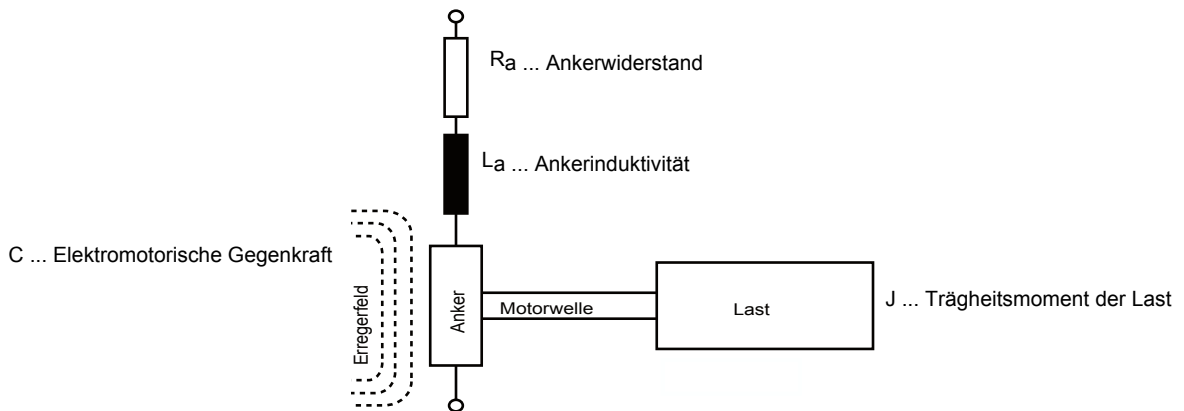 Ra ... Ankerwiderstand
La ... Ankerinduktivität
C ... Elektromotorische Gegenkraft
Erregerfeld
Anker
Motorwelle
Last
J ... Trägheitsmoment der Last